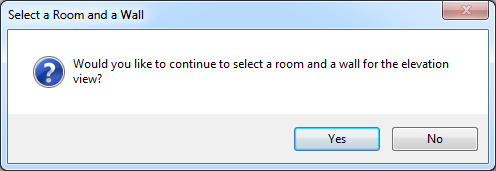 Select a Room and a Wall
Would you like to continue to select a room and a wall for the elevation
view?
Yes
No